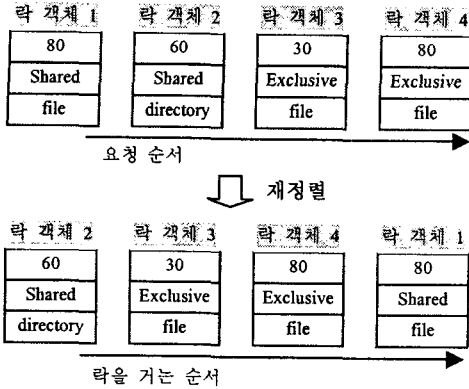 락 객체 1 락 객체 2 락 객체 3 락 객체 4
80 60 30 80
Shared Shared Exclusive Exclusive
file directory file file
요청 순서
재정렬
락 객체 2 락 객체 3 락 객체 4 락 객체 1
60 30 80 80
Shared Exclusive Exclusive Shared
directory file file file
락을 거는 순서